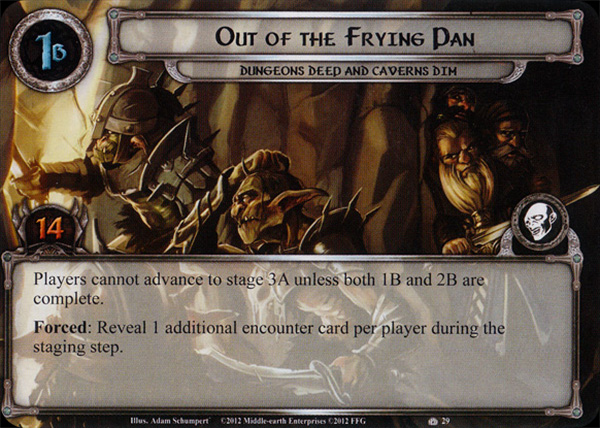 1B
OUT OF THE FRYING PAN
DUNGEONS DEEP AND CAVERNS DIM
14
Players cannot advance to stage 3A unless both 1B and 2B are
complete.
Forced: Reveal 1 additional encounter card per player during the
staging step.
Illus. Adam Schumpert ©2012 Middle-earth Enterprises ©2012 FFG 29